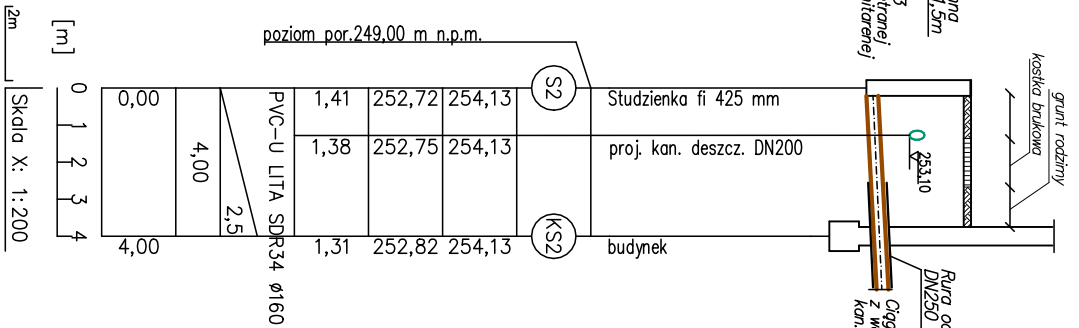 2m
[m]
Skala X: 1:200
0
1
2
3
4
0,00
4,00
4,00
2,5
PVC-U LITA SDR34 ø160
1,41
252,72
254,13
1,38
252,75
254,13
1,31
252,82
254,13
poziom por.249,00 m n.p.m.
S2
KS2
Studzienka fi 425 mm
proj. kan. deszcz. DN200
budynek
1,5m
253,10
kostka brukowa
grunt rodzimy
Rura
DN250
z
kan.